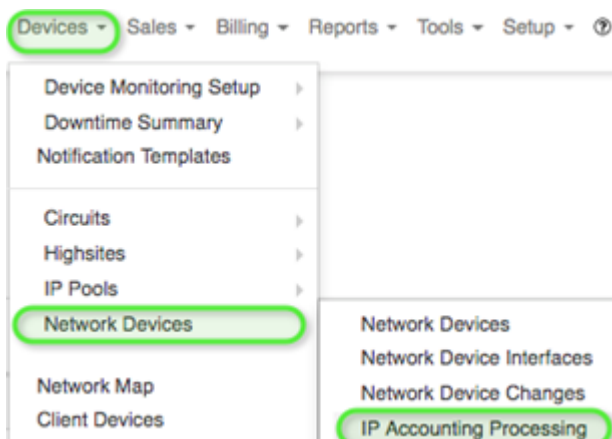 Devices Sales Billing Reports Tools Setup
Device Monitoring Setup
Downtime Summary
Notification Templates
Circuits
Highsites
IP Pools
Network Devices
Network Devices
Network Device Interfaces
Network Map
Network Device Changes
Client Devices
IP Accounting Processing